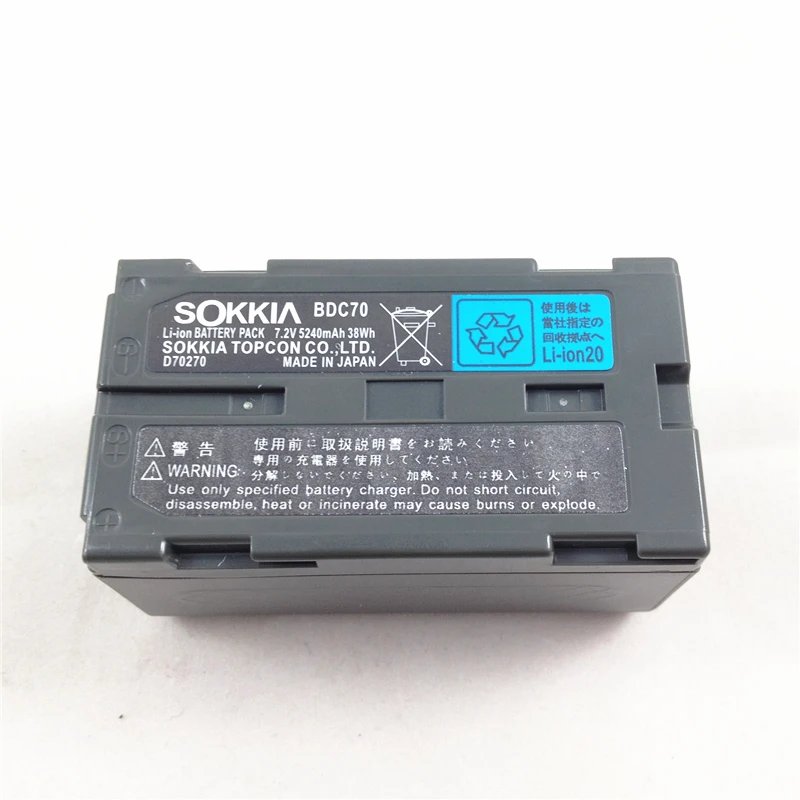 SOKKIA BDC70
Li-ion BATTERY PACK 7.2V 5240mAh 38Wh
SOKKIA TOPCON CO.,LTD.
D70270 MADE IN JAPAN
使用後は
當社指定の
回收拠点へ
Li-ion20
警告 使用前に取扱説明書をお読みください
専用の充電器を使用してください
WARNING: 分解しないでください、加熱、または投入して火の中で
Use only specified battery charger. Do not short circuit,
disassemble, heat or incinerate may cause burns or explode.